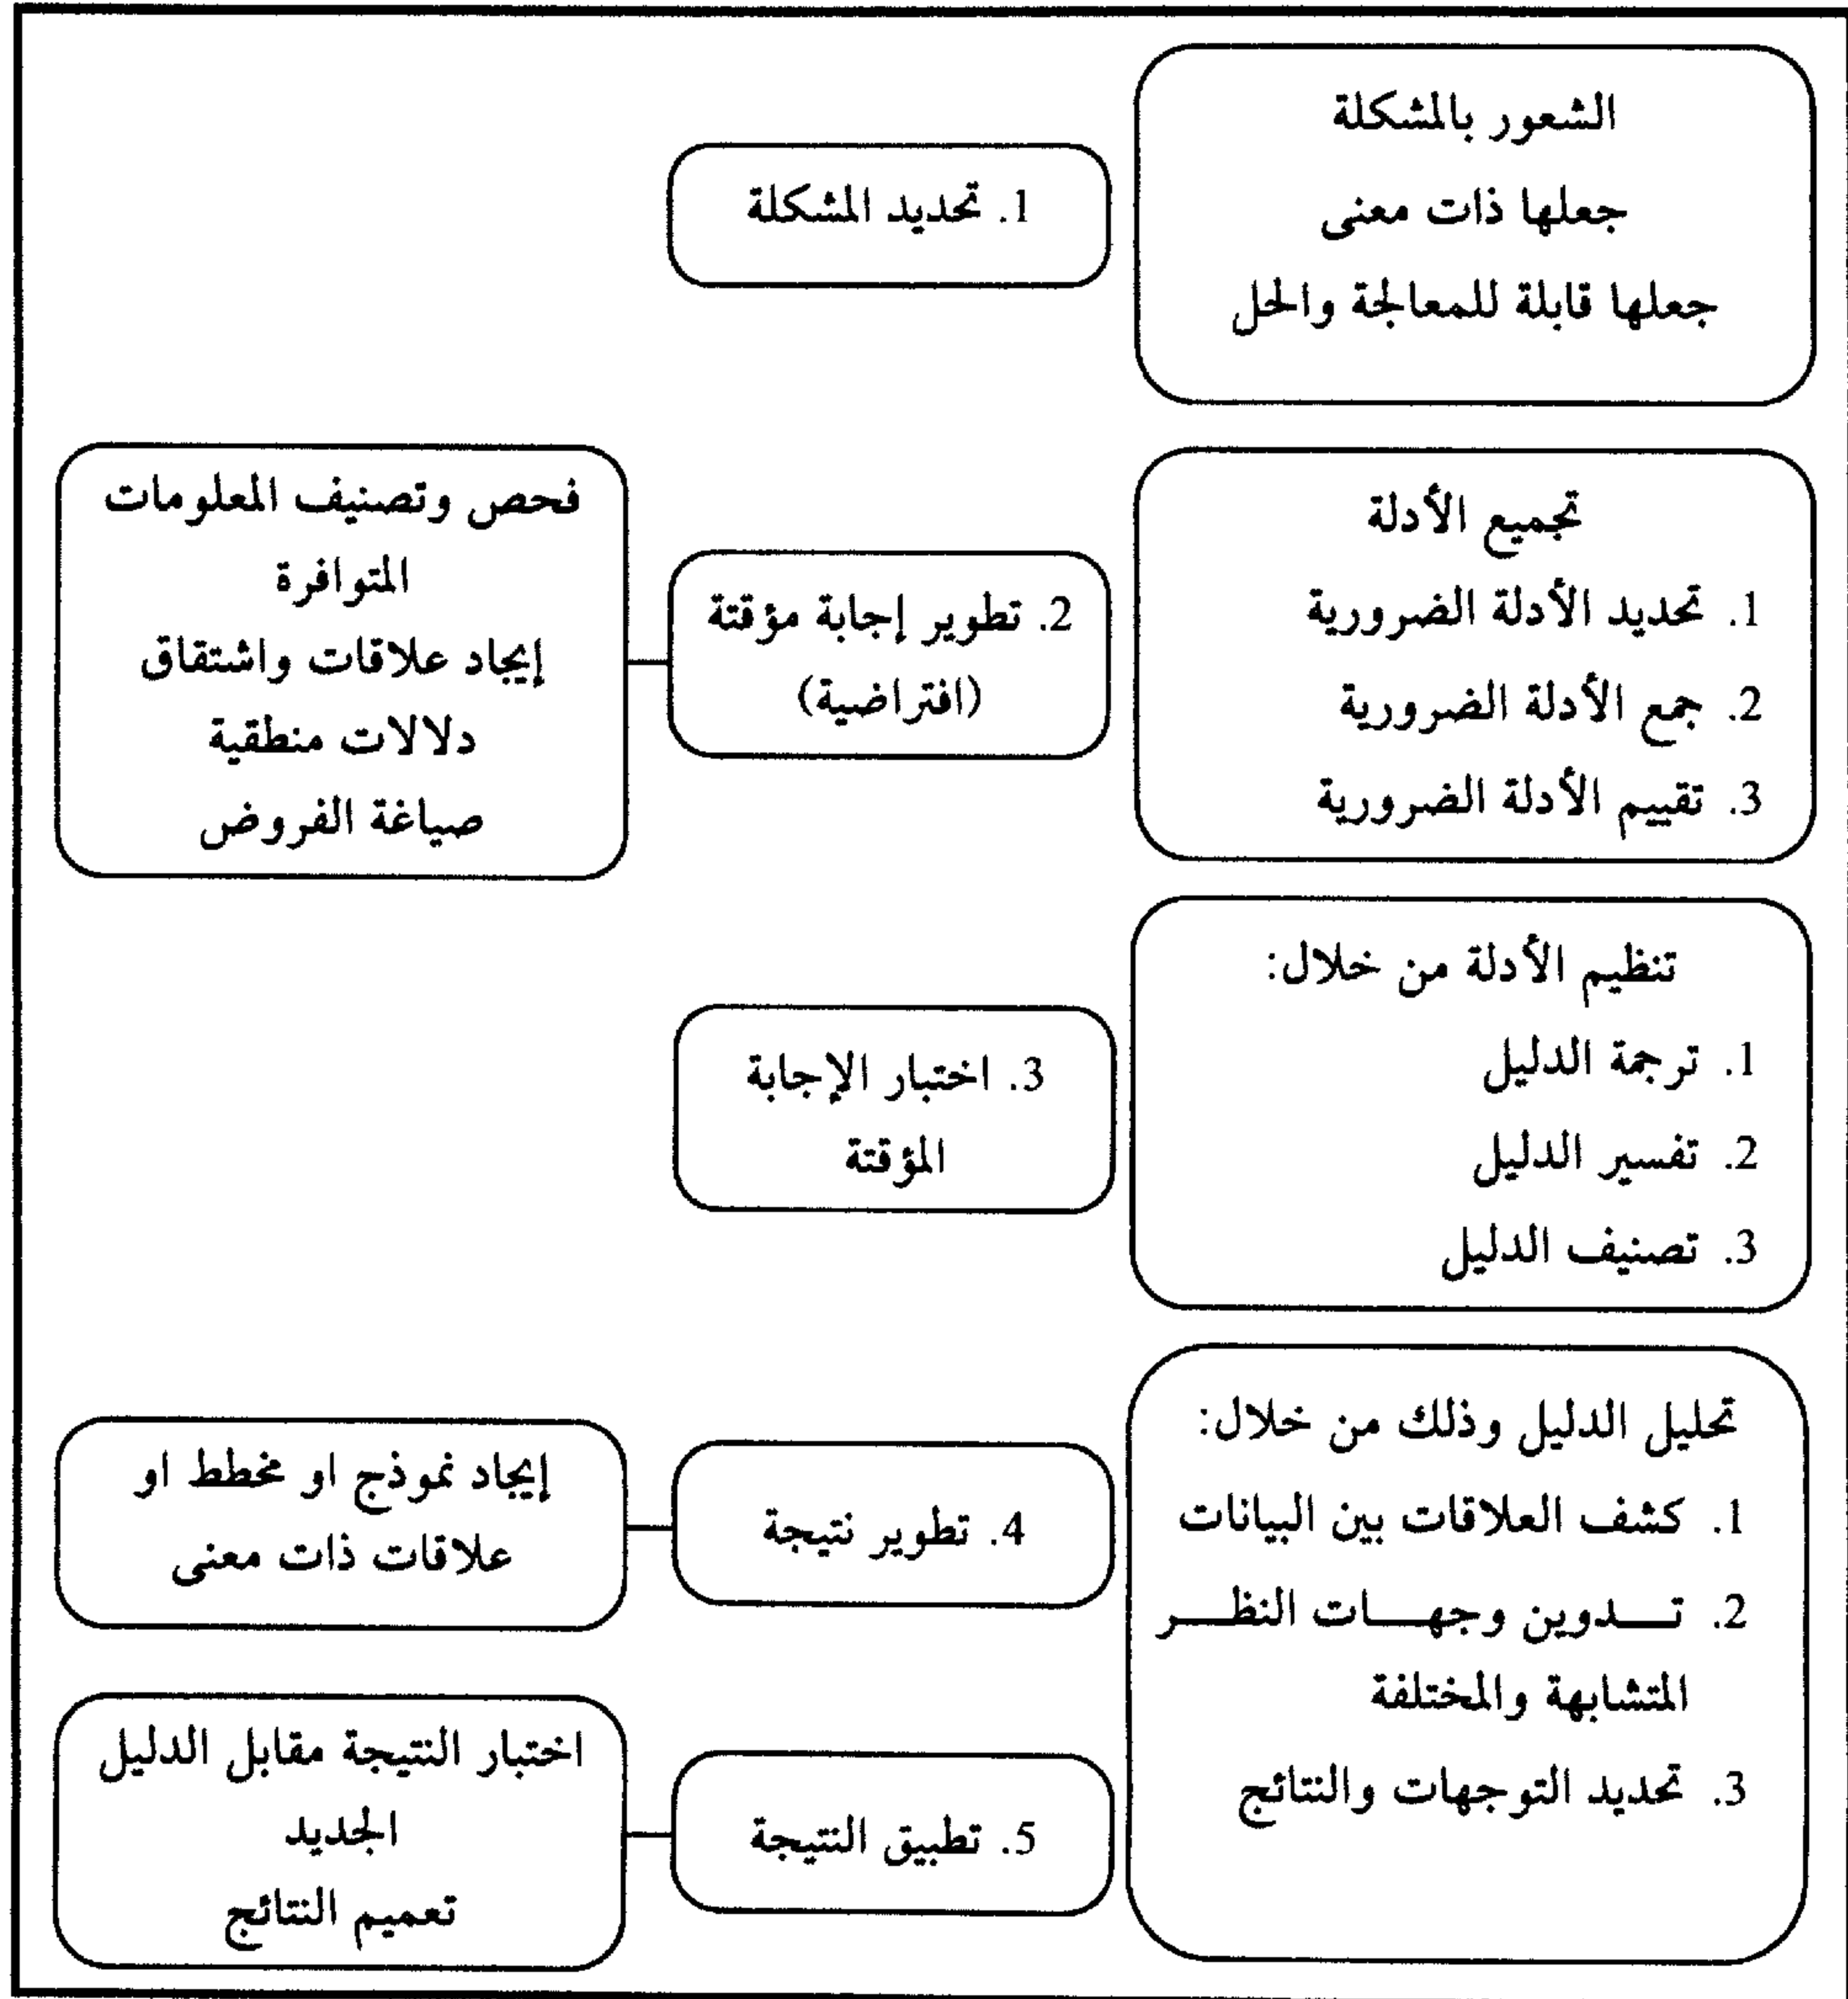 الشعور بالمشكلة
جعلها ذات معنى
جعلها قابلة للمعالجة والحل
1. تحديد المشكلة
تجميع الأدلة
1. تحديد الأدلة الضرورية
2. جمع الأدلة الضرورية
3. تقييم الأدلة الضرورية
2. تطوير إجابة مؤقتة
(افتراضية)
فحص وتصنيف المعلومات
المتوافرة
إيجاد علاقات واشتقاق
دلالات منطقية
صياغة الفروض
تنظيم الأدلة من خلال:
1. ترجمة الدليل
2. تفسير الدليل
3. تصنيف الدليل
3. اختبار الإجابة
المؤقتة
تحليل الدليل وذلك من خلال:
1. كشف العلاقات بين البيانات
2. تـــدوين وجهـــات النظـــر
المتشابهة والمختلفة
3. تحديد التوجهات والنتائج
4. تطوير نتيجة
إيجاد نموذج او مخطط او
علاقات ذات معنى
5. تطبيق النتيجة
اختبار النتيجة مقابل الدليل
الجديد
تعميم النتائج